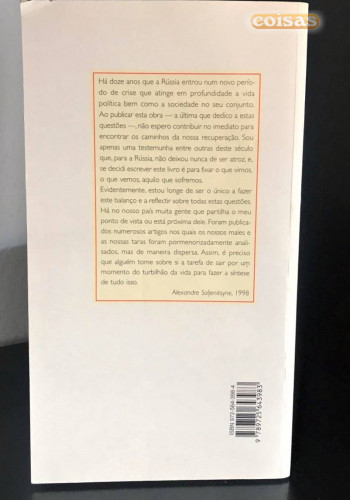 coisas
Há doze anos que a Rússia entrou num novo perío-
do de crise que atinge em profundidade a vida
política bem como a sociedade no seu conjunto.
Ao publicar esta obra — a última que dedico a estas
questões —, não espero contribuir no imediato para
encontrar os caminhos da nossa recuperação. Sou
apenas uma testemunha entre outras deste século
que, para a Rússia, não deixou nunca de ser atroz, e,
se decidi escrever este livro é para fixar o que vimos,
o que vemos, aquilo que sofremos.
Evidentemente, estou longe de ser o único a fazer
este balanço e a reflectir sobre todas estas questões.
Há no nosso país muita gente que partilha o meu
ponto de vista ou está próxima dele. Foram publica-
dos numerosos artigos nos quais os nossos males e
as nossas taras foram pormenorizadamente anali-
sados, mas de maneira dispersa. Assim, é preciso
que alguém tome sobre si a tarefa de sair por um
momento do turbilhão da vida para fazer a síntese
de tudo isso.
Alexandre Soljenitsyne, 1998
ISBN 972-564-398-4
9 789725 643983